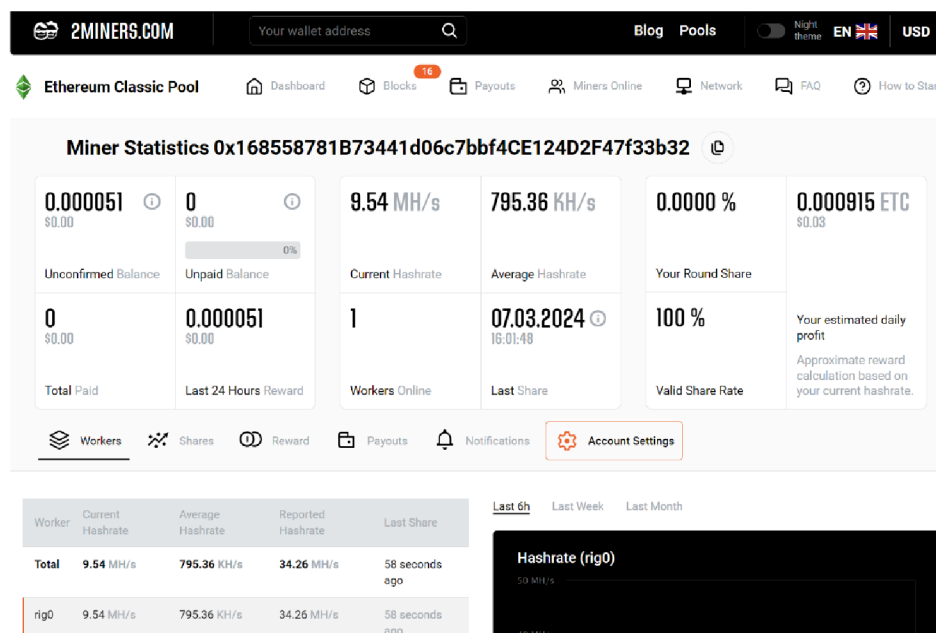 2MINERS.COM
Your wallet address
Blog Pools
Night theme
EN
USD
Ethereum Classic Pool
Dashboard
Blocks
16
Payouts
Miners Online
Network
FAQ
How to Star
Miner Statistics 0x168558781B73441d06c7bbf4CE124D2F47f33b32
0.000051
$0.00
Unconfirmed Balance
0
$0.00
0%
Unpaid Balance
9.54 MH/s
Current Hashrate
795.36 KH/s
Average Hashrate
0.0000 %
Your Round Share
0.000915 ETC
$0.03
Your estimated daily
profit
Approximate reward
calculation based on
your current hashrate.
0
$0.00
Total Paid
0.000051
$0.00
Last 24 Hours Reward
1
Workers Online
07.03.2024
16:01:48
Last Share
100 %
Valid Share Rate
Workers
Shares
Reward
Payouts
Notifications
Account Settings
Worker
Current Hashrate
Average Hashrate
Reported Hashrate
Last Share
Total 9.54 MH/s 795.36 KH/s 34.26 MH/s 58 seconds ago
rig0 9.54 MH/s 795.36 KH/s 34.26 MH/s 58 seconds ago
Last 6h Last Week Last Month
Hashrate (rig0)
50 MH/s